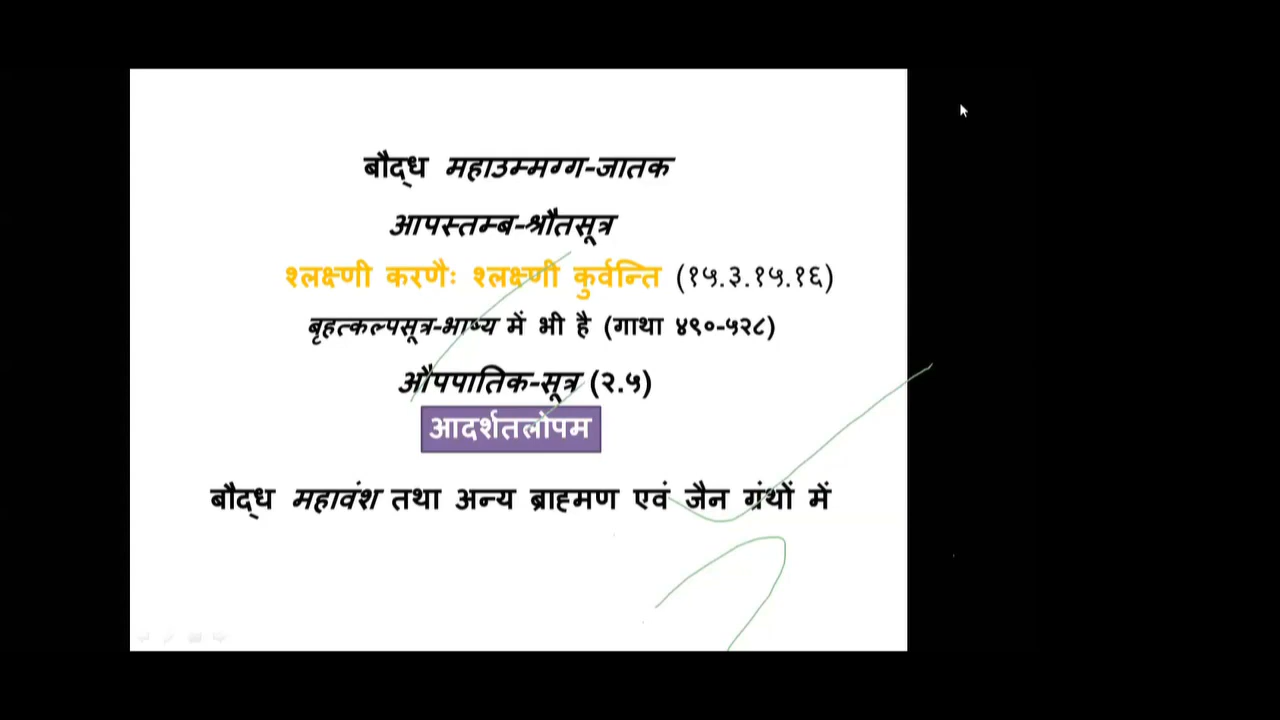 बौद्ध महाउम्मग्ग-जातक
आपस्तम्ब-श्रौतसूत्र
श्लक्ष्णी करणैः श्लक्ष्णी कुर्वन्ति (१५.३.१५.१६)
बृहत्कल्पसूत्र-भाष्य में भी है (गाथा ४९०-५२८)
औपपातिक-सूत्र (२.५)
आदर्शतलोपम
बौद्ध महावंश तथा अन्य ब्राह्मण एवं जैन ग्रंथों में